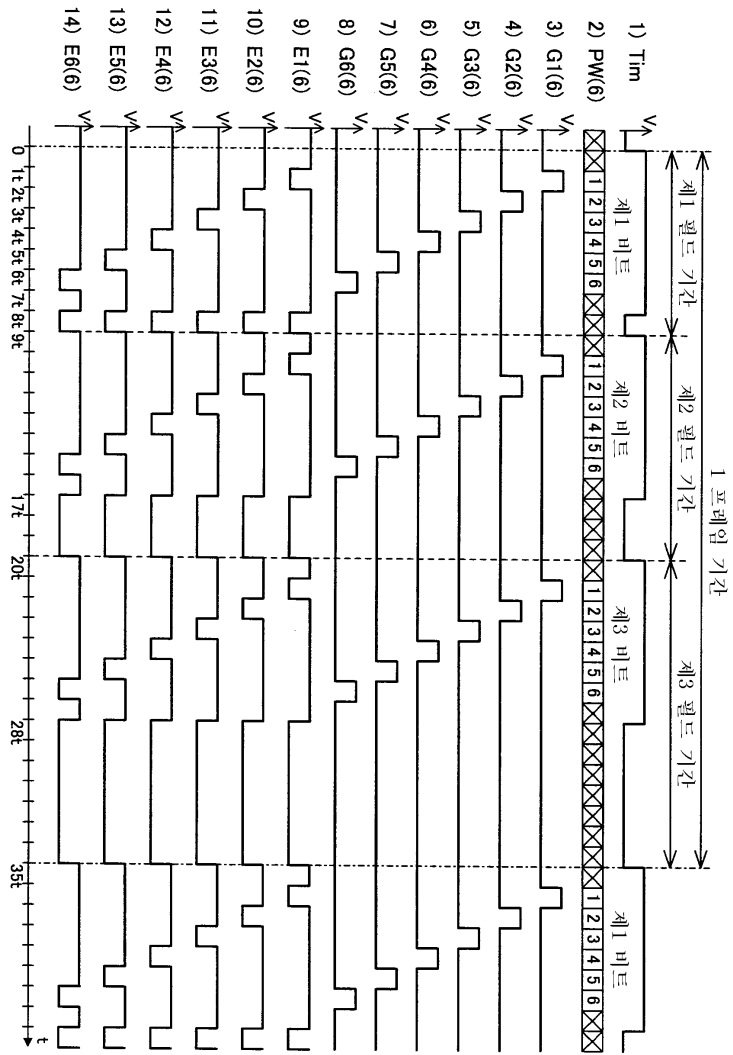 1 프레임 기간
제1 필드 기간 제2 필드 기간 제3 필드 기간
1) Tim V
제1 비트 제2 비트 제3 비트 제1 비트
2) PW(6) 1 2 3 4 5 6 1 2 3 4 5 6 1 2 3 4 5 6 1 2 3 4 5 6
3) G1(6) V
4) G2(6) V
5) G3(6) V
6) G4(6) V
7) G5(6) V
8) G6(6) V
9) E1(6) V
10) E2(6) V
11) E3(6) V
12) E4(6) V
13) E5(6) V
14) E6(6) V
0 1t 2t 3t 4t 5t 6t 7t 8t 9t 17t 20t 28t 35t t